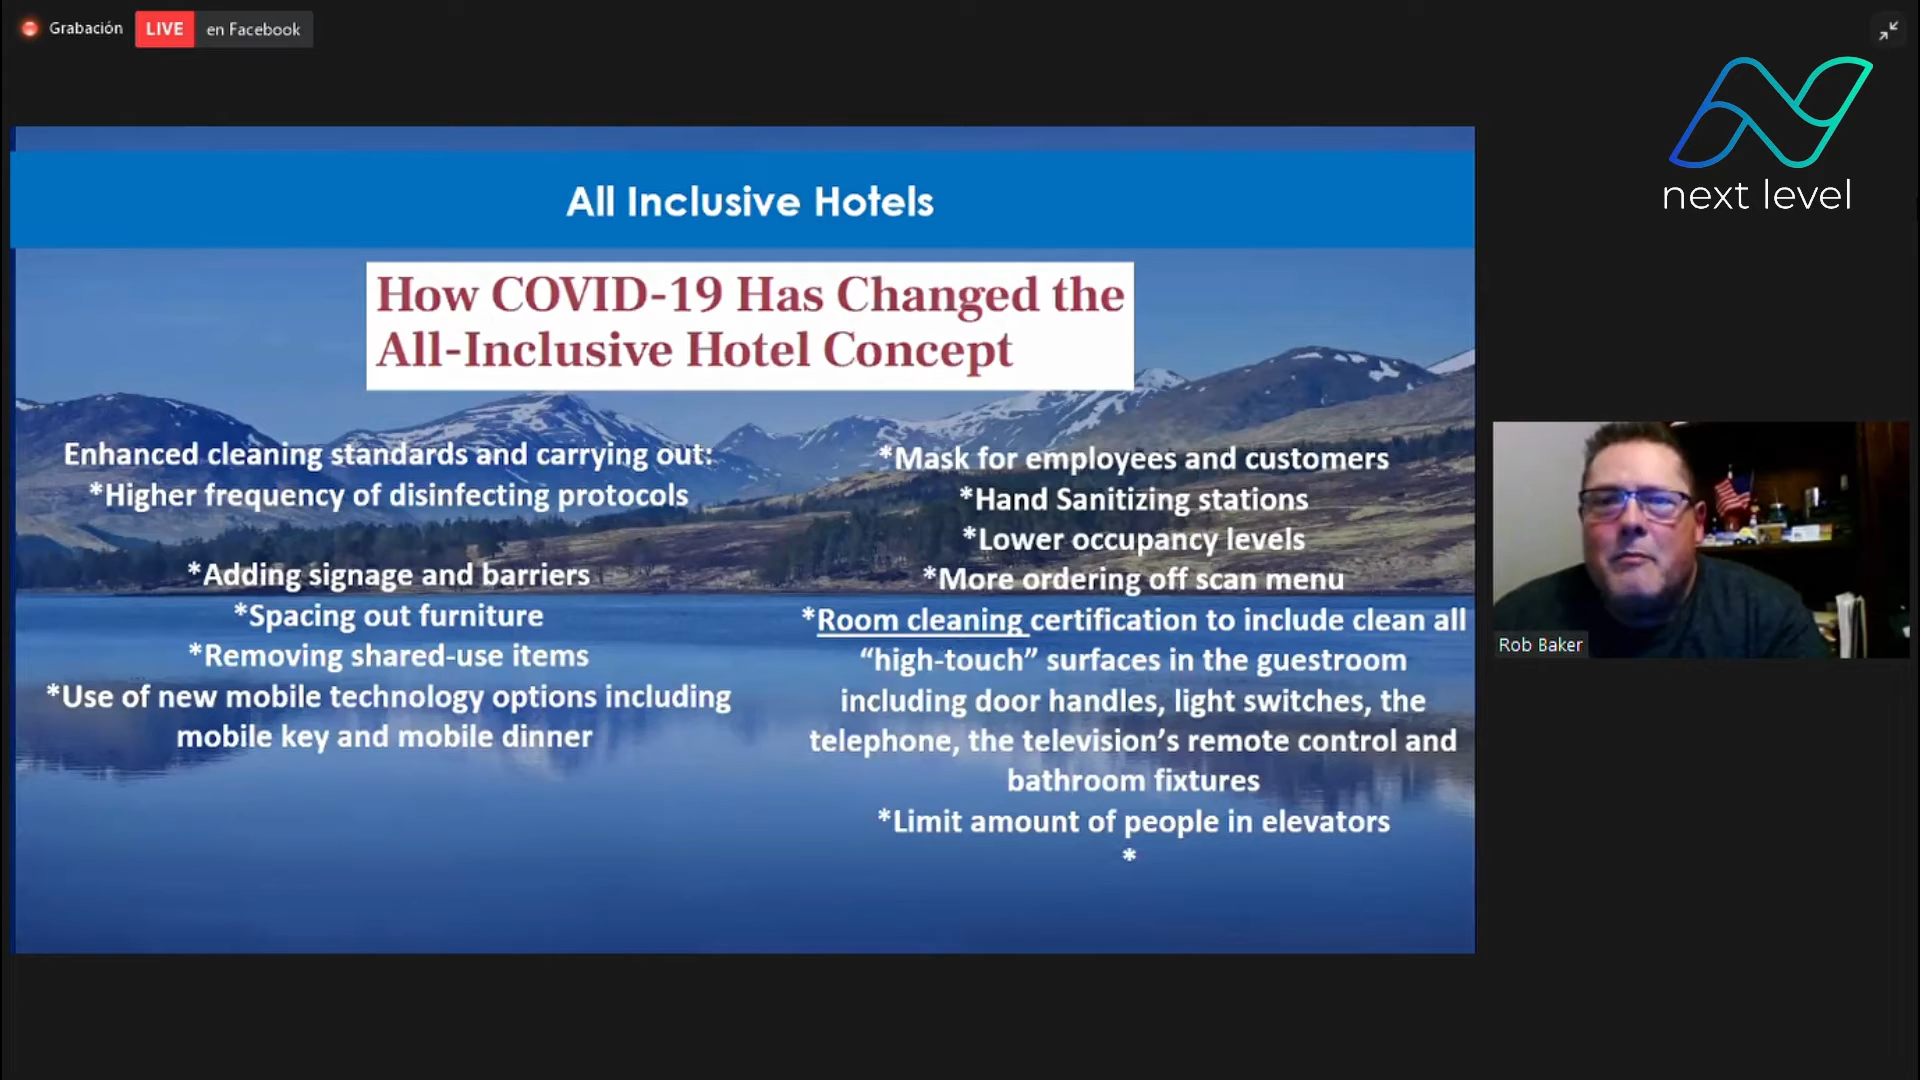 Grabación
LIVE en Facebook
next level
All Inclusive Hotels
How COVID-19 Has Changed the
All-Inclusive Hotel Concept
Enhanced cleaning standards and carrying out:
*Higher frequency of disinfecting protocols
*Adding signage and barriers
*Spacing out furniture
*Removing shared-use items
*Use of new mobile technology options including
mobile key and mobile dinner
*Mask for employees and customers
*Hand Sanitizing stations
*Lower occupancy levels
*More ordering off scan menu
*Room cleaning certification to include clean all
“high-touch” surfaces in the guestroom
including door handles, light switches, the
telephone, the television’s remote control and
bathroom fixtures
*Limit amount of people in elevators
*
Rob Baker